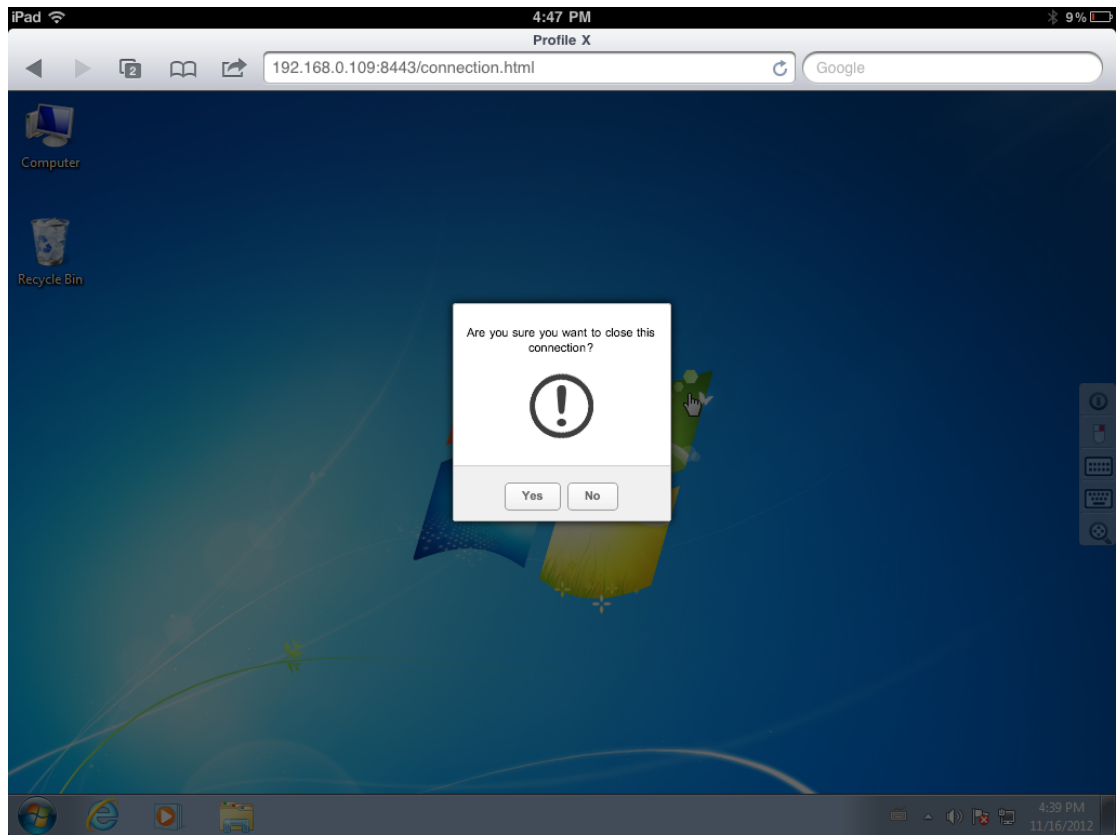 iPad 4:47 PM 9%
Profile X
2 192.168.0.109:8443/connection.html Google
Computer
Recycle Bin
Are you sure you want to close this
connection?
Yes No
4:39 PM
11/16/2012